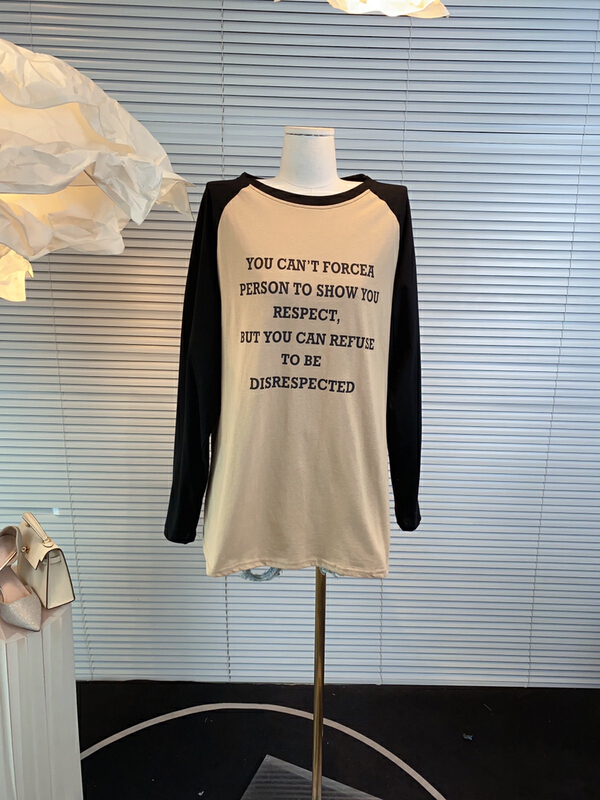 YOU CAN'T FORCEA
PERSON TO SHOW YOU
RESPECT,
BUT YOU CAN REFUSE
TO BE
DISRESPECTED